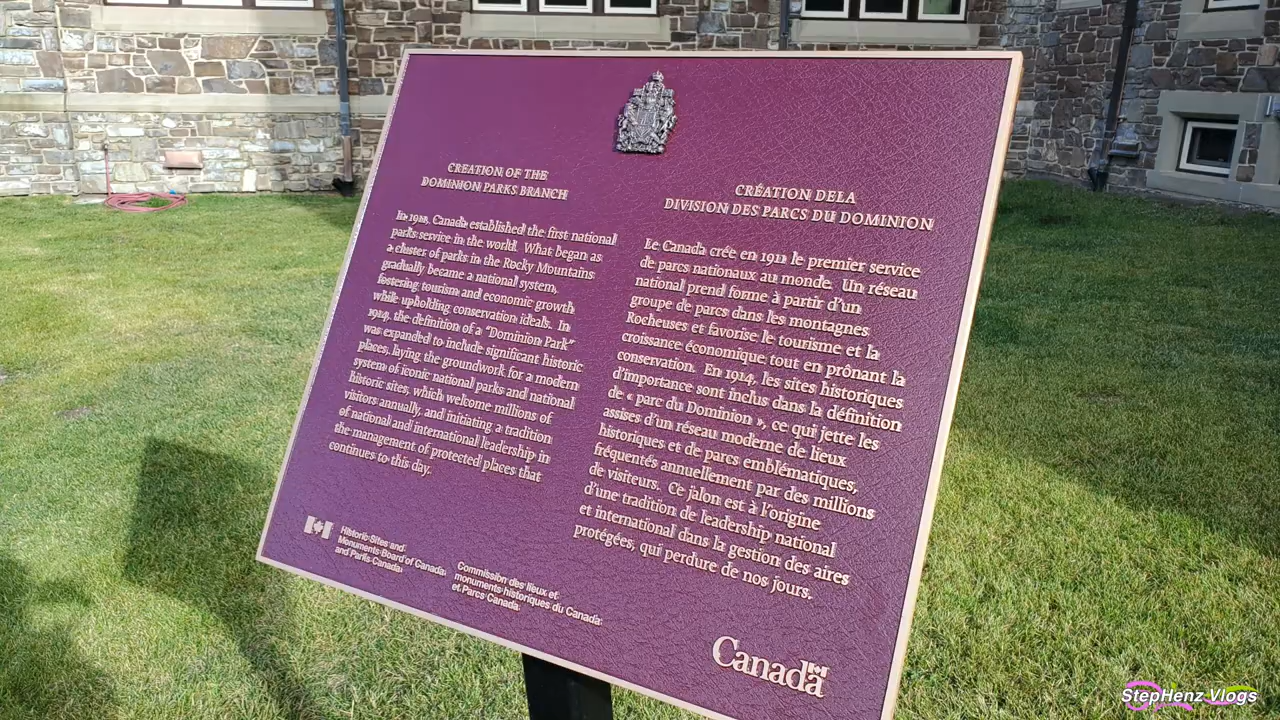 CREATION OF THE
DOMINION PARKS BRANCH
In 1911, Canada established the first national
parks service in the world. What began as
a cluster of parks in the Rocky Mountains
gradually became a national system,
fostering tourism and economic growth
while upholding conservation ideals. In
1914, the definition of a "Dominion Park"
was expanded to include significant historic
places, laying the groundwork for a modern
system of iconic national parks and national
historic sites, which welcome millions of
visitors annually, and initiating a tradition
of national and international leadership in
the management of protected places that
continues to this day.
CRÉATION DE LA
DIVISION DES PARCS DU DOMINION
Le Canada crée en 1911 le premier service
de parcs nationaux au monde. Un réseau
national prend forme à partir d'un
groupe de parcs dans les montagnes
Rocheuses et favorise le tourisme et la
croissance économique tout en prônant la
conservation. En 1914, les sites historiques
d'importance sont inclus dans la définition
de « parc du Dominion », ce qui jette les
assises d'un réseau moderne de lieux
historiques et de parcs emblématiques,
fréquentés annuellement par des millions
de visiteurs. Ce jalon est à l'origine
d'une tradition de leadership national
et international dans la gestion des aires
protégées, qui perdure de nos jours.
Historic Sites and
Monuments Board of Canada
and Parks Canada
Commission des lieux et
monuments historiques du Canada
et Parcs Canada
Canada
StepHenz Vlogs